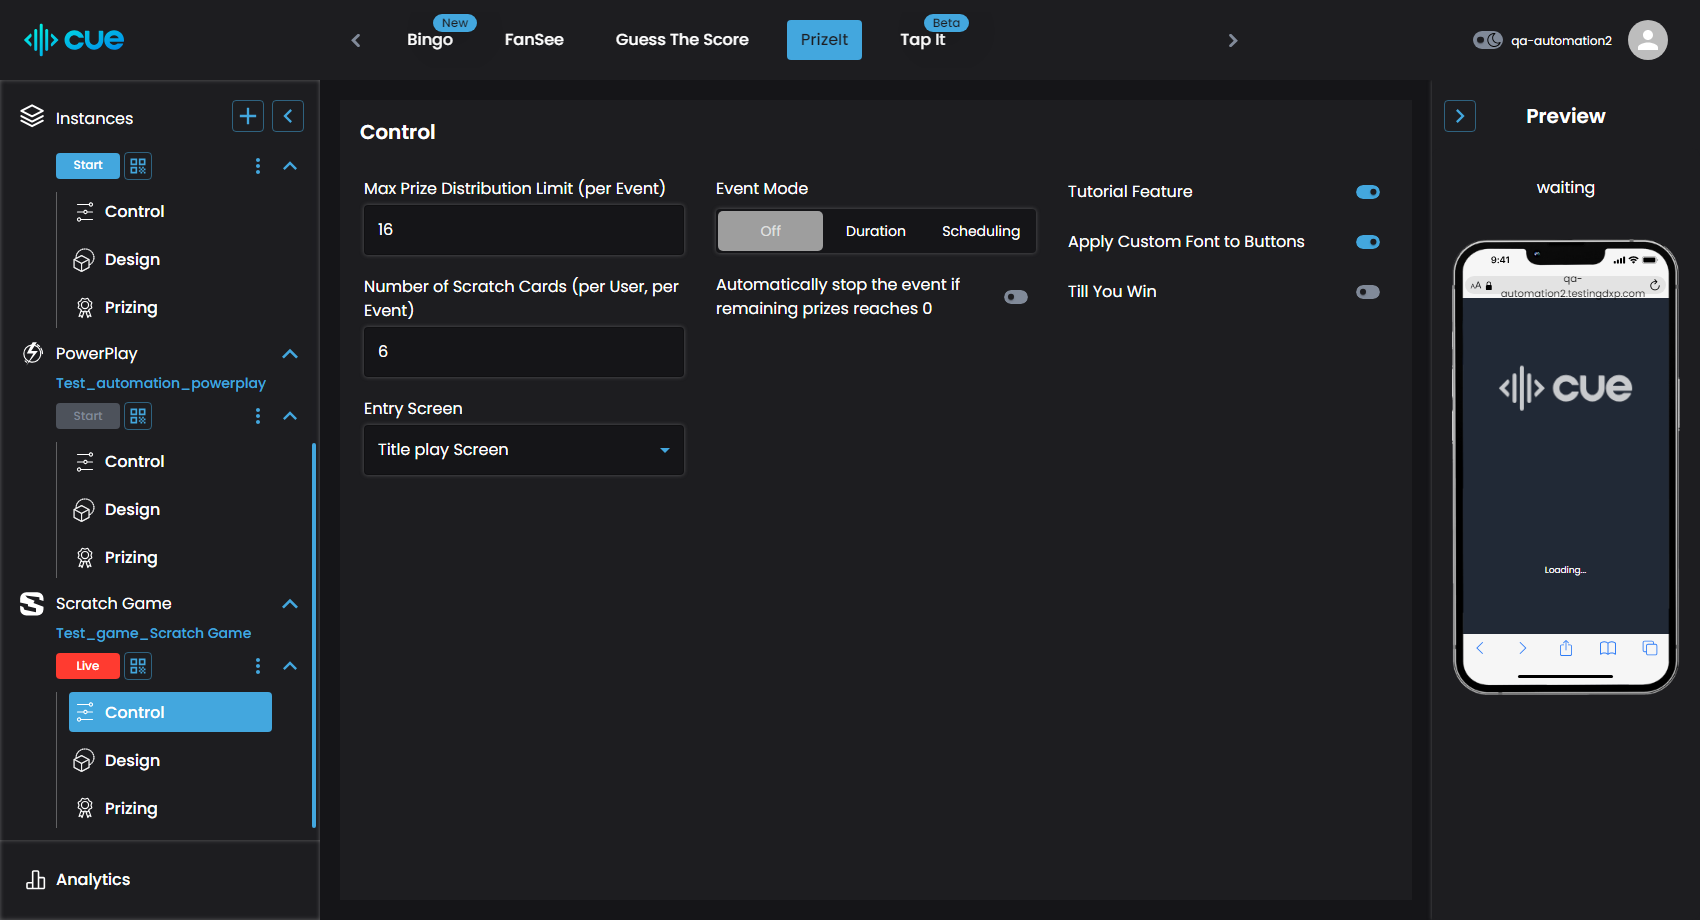 cue
Bingo
New
FanSee
Guess The Score
PrizeIt
Tap It
Beta
qa-automation2
Instances
Start
Control
Design
Prizing
PowerPlay
Test_automation_powerplay
Start
Control
Design
Prizing
Scratch Game
Test_game_Scratch Game
Live
Control
Design
Prizing
Analytics
Control
Max Prize Distribution Limit (per Event)
16
Number of Scratch Cards (per User, per
Event)
6
Entry Screen
Title play Screen
Event Mode
Off
Duration
Scheduling
Automatically stop the event if
remaining prizes reaches 0
Tutorial Feature
Apply Custom Font to Buttons
Till You Win
Preview
waiting
9:41
AA
qa-
automation2.testingdxp.com
cue
Loading...